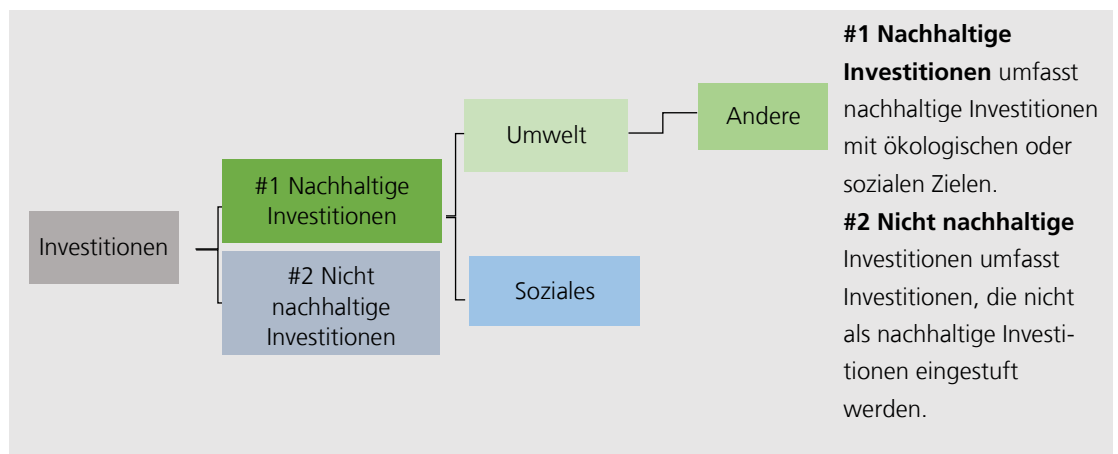 Investitionen
#1 Nachhaltige
Investitionen
#2 Nicht
nachhaltige
Investitionen
Umwelt
Soziales
Andere
#1 Nachhaltige
Investitionen umfasst
nachhaltige Investitionen
mit ökologischen oder
sozialen Zielen.
#2 Nicht nachhaltige
Investitionen umfasst
Investitionen, die nicht
als nachhaltige Investi-
tionen eingestuft
werden.